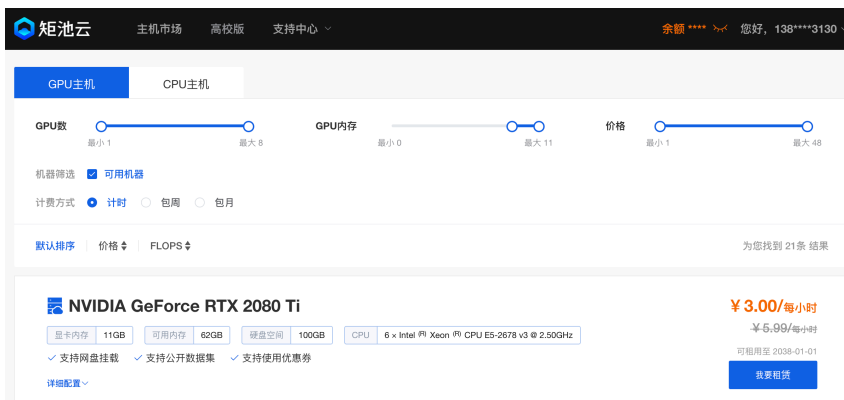 矩池云 主机市场 高校版 支持中心 余额 **** 您好，138****3130
GPU主机 CPU主机
GPU数 GPU内存 价格
最小 1 最大 8 最小 0 最大 11 最小 1 最大 48
机器筛选 可用机器
计费方式 计时 包周 包月
默认排序 价格 FLOPS 为您找到 21条 结果
NVIDIA GeForce RTX 2080 Ti ¥3.00/每小时
显卡内存 11GB 可用内存 62GB 硬盘空间 100GB CPU 6 × Intel (R) Xeon (R) CPU E5-2678 v3 @ 2.50GHz ¥5.99/每小时
支持网盘挂载 支持公开数据集 支持使用优惠券 可租用至 2038-01-01
详细配置 我要租赁